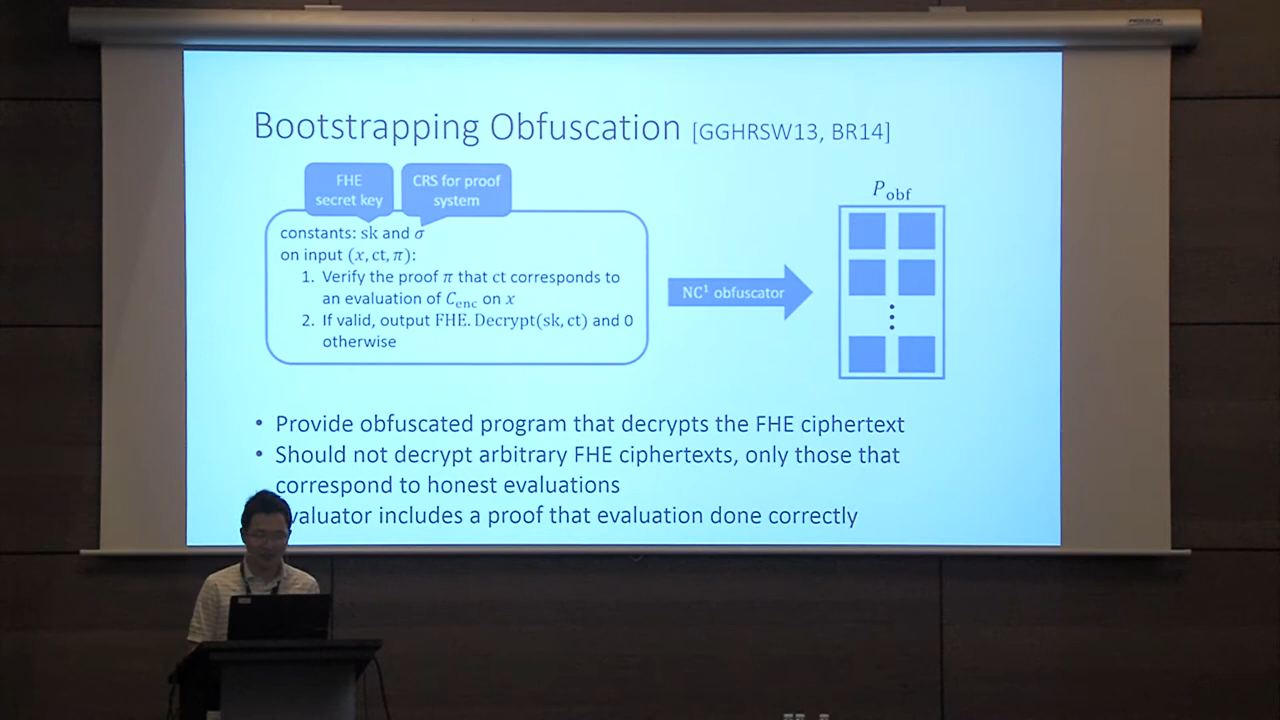 Bootstrapping Obfuscation [GGHRSW13, BR14]
FHE
secret key
CRS for proof
system
constants: sk and σ
on input (x, ct, π):
1. Verify the proof π that ct corresponds to
an evaluation of C_enc on x
2. If valid, output FHE. Decrypt(sk, ct) and 0
otherwise
NC¹ obfuscator
P_obf
• Provide obfuscated program that decrypts the FHE ciphertext
• Should not decrypt arbitrary FHE ciphertexts, only those that
correspond to honest evaluations
valuator includes a proof that evaluation done correctly